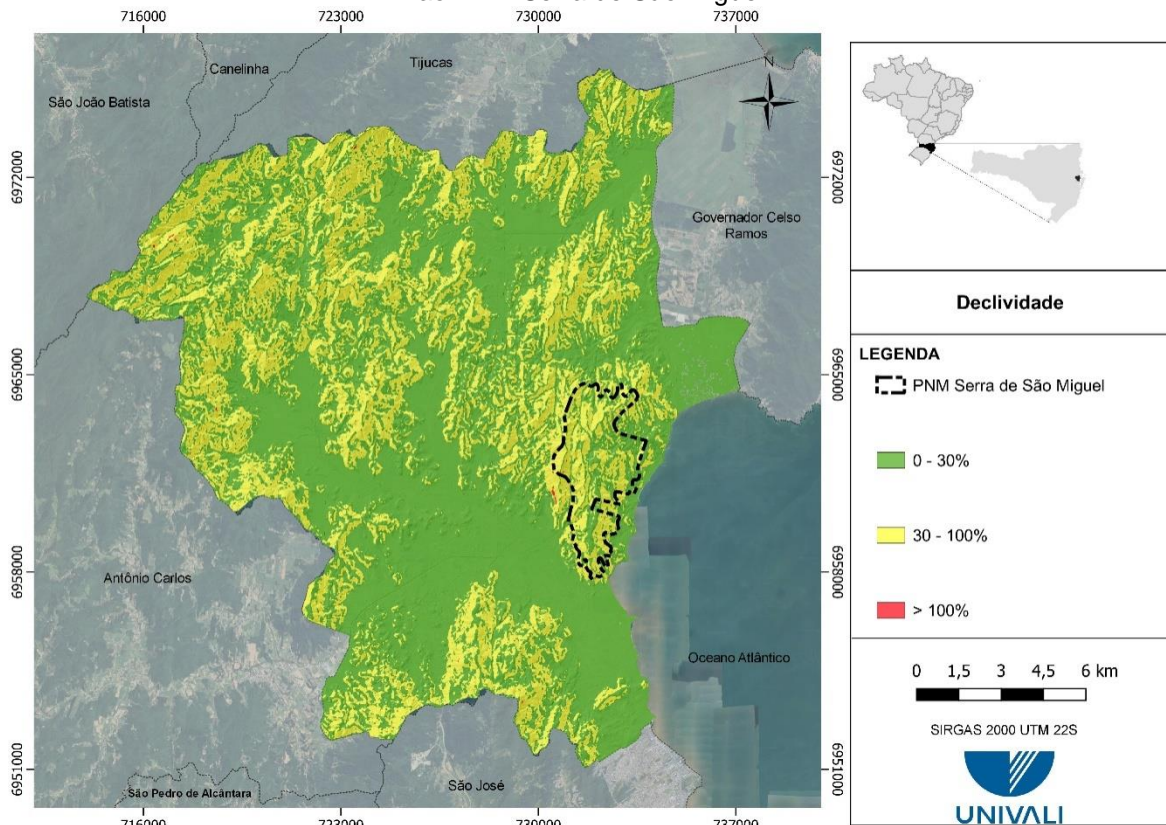 716000
723000
730000
737000
Canelinha
Tijucas
N
São João Batista
6972000
6972000
Governador Celso
Ramos
6965000
6965000
Antônio Carlos
6958000
6958000
Oceano Atlântico
6951000
6951000
São José
São Pedro de Alcântara
716000
723000
730000
737000
Declividade
LEGENDA
PNM Serra de São Miguel
0 - 30%
30 - 100%
> 100%
0 1,5 3 4,5 6 km
SIRGAS 2000 UTM 22S
UNIVALI